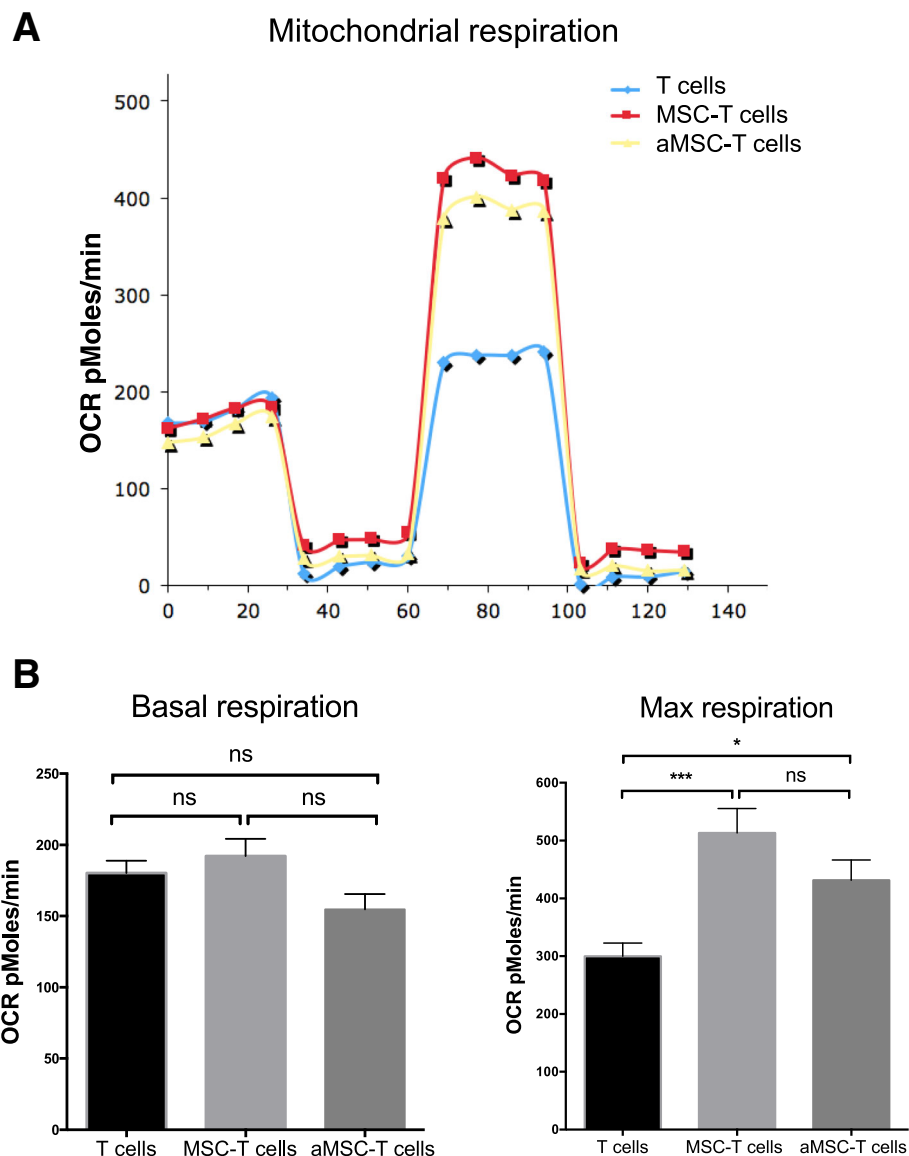 A
Mitochondrial respiration
T cells
MSC-T cells
aMSC-T cells
OCR pMoles/min
500
400
300
200
100
0
0 20 40 60 80 100 120 140
B
Basal respiration
ns
ns ns
OCR pMoles/min
250
200
150
100
50
0
T cells MSC-T cells aMSC-T cells
Max respiration
*
*** ns
OCR pMoles/min
600
500
400
300
200
100
0
T cells MSC-T cells aMSC-T cells